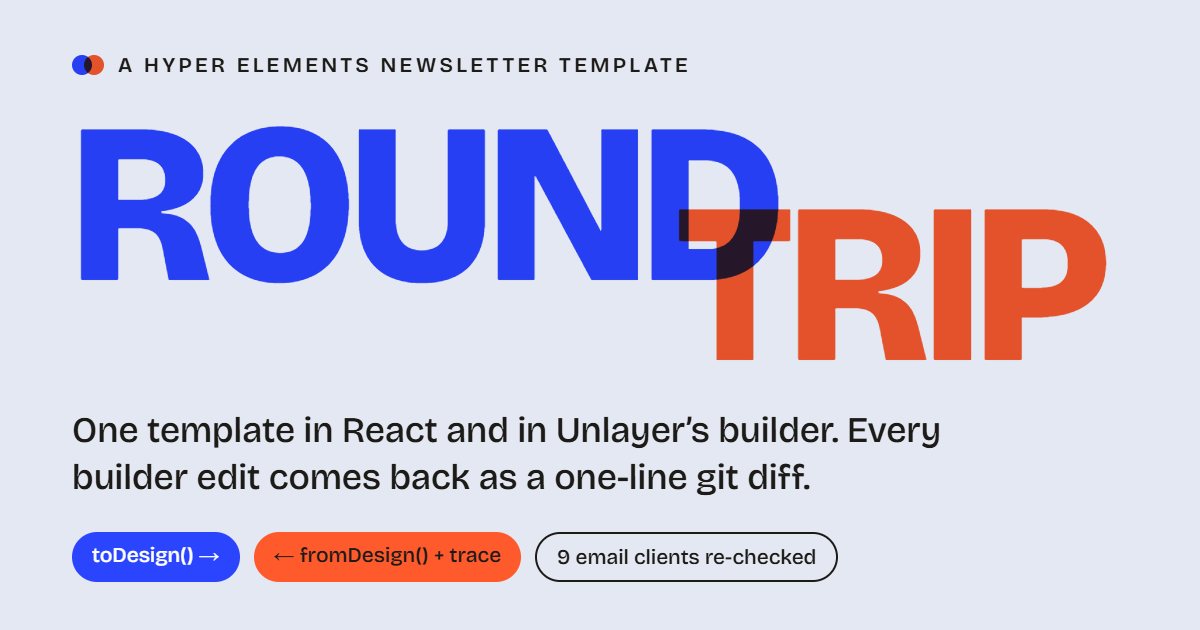 A HYPER ELEMENTS NEWSLETTER TEMPLATE
ROUND
TRIP
One template in React and in Unlayer’s builder. Every
builder edit comes back as a one-line git diff.
toDesign() →
← fromDesign() + trace
9 email clients re-checked